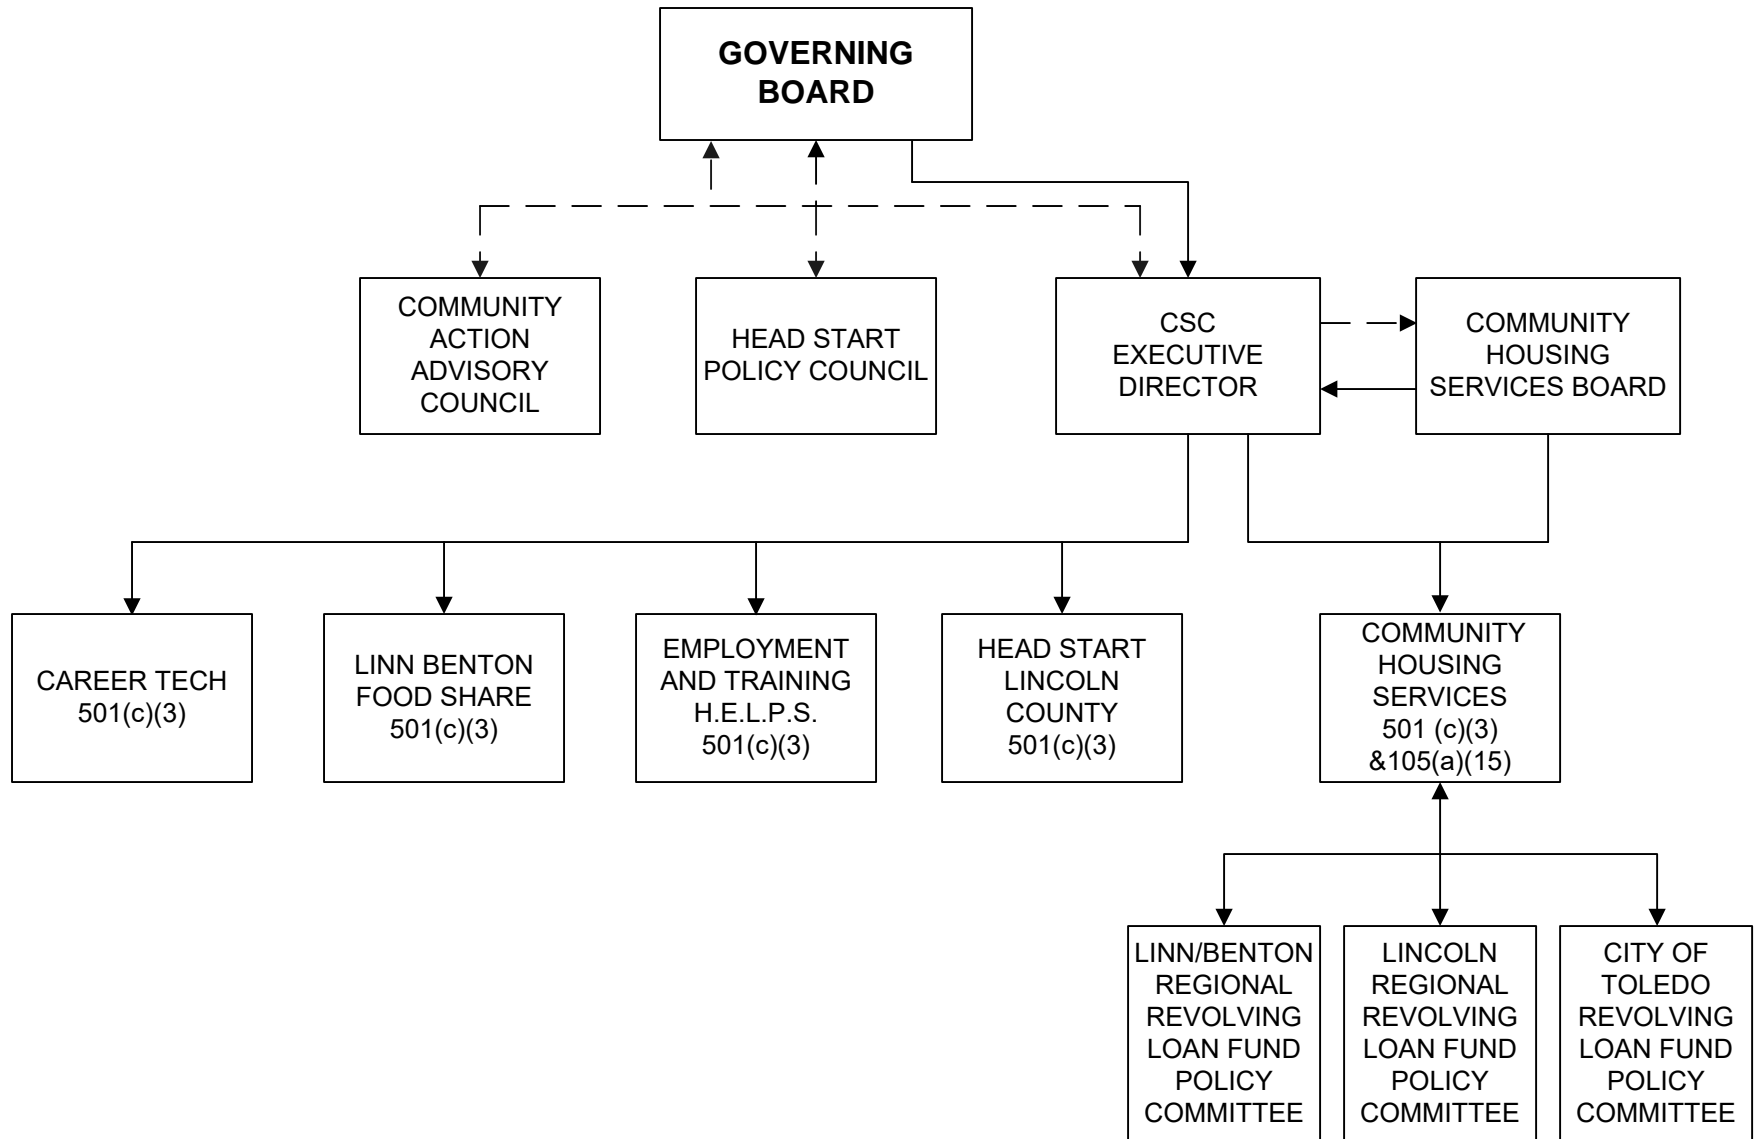 GOVERNING
BOARD
COMMUNITY
ACTION
ADVISORY
COUNCIL
HEAD START
POLICY COUNCIL
CSC
EXECUTIVE
DIRECTOR
COMMUNITY
HOUSING
SERVICES BOARD
CAREER TECH
501(c)(3)
LINN BENTON
FOOD SHARE
501(c)(3)
EMPLOYMENT
AND TRAINING
H.E.L.P.S.
501(c)(3)
HEAD START
LINCOLN
COUNTY
501(c)(3)
COMMUNITY
HOUSING
SERVICES
501 (c)(3)
&105(a)(15)
LINN/BENTON
REGIONAL
REVOLVING
LOAN FUND
POLICY
COMMITTEE
LINCOLN
REGIONAL
REVOLVING
LOAN FUND
POLICY
COMMITTEE
CITY OF
TOLEDO
REVOLVING
LOAN FUND
POLICY
COMMITTEE